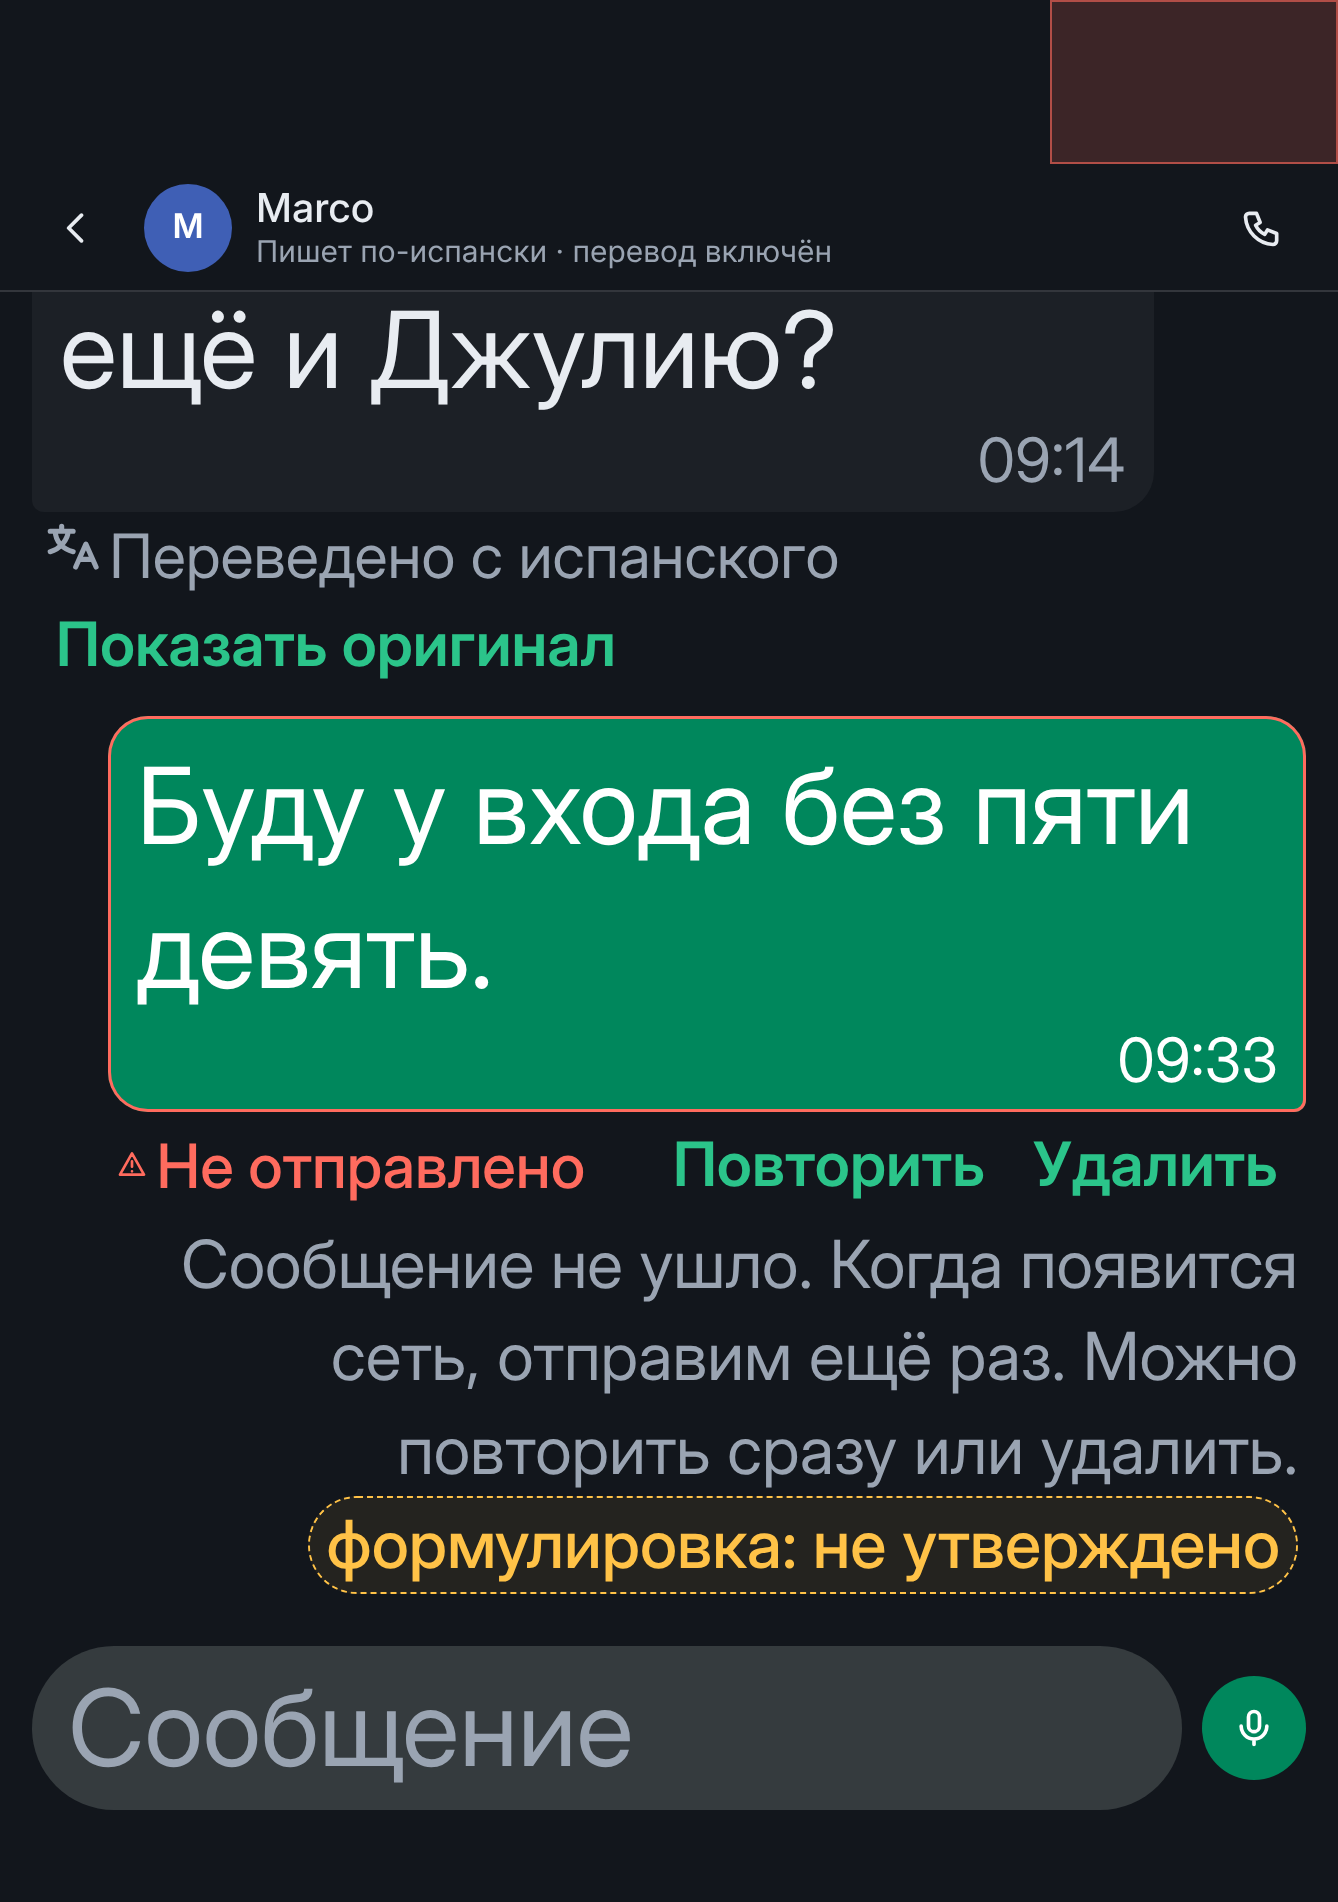 M
Marco
Пишет по-испански · перевод включён
ещё и Джулию?
09:14
Переведено с испанского
Показать оригинал
Буду у входа без пяти
девять.
09:33
Не отправлено Повторить Удалить
Сообщение не ушло. Когда появится
сеть, отправим ещё раз. Можно
повторить сразу или удалить.
формулировка: не утверждено
Сообщение